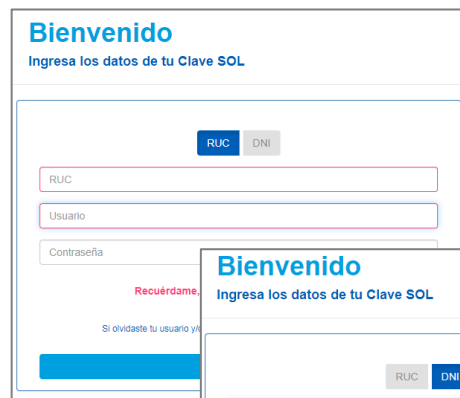 Bienvenido
Ingresa los datos de tu Clave SOL
RUC DNI
RUC
Usuario
Contraseña
Recuérdame,
Si olvidaste tu usuario y/o
Bienvenido
Ingresa los datos de tu Clave SOL
RUC DNI